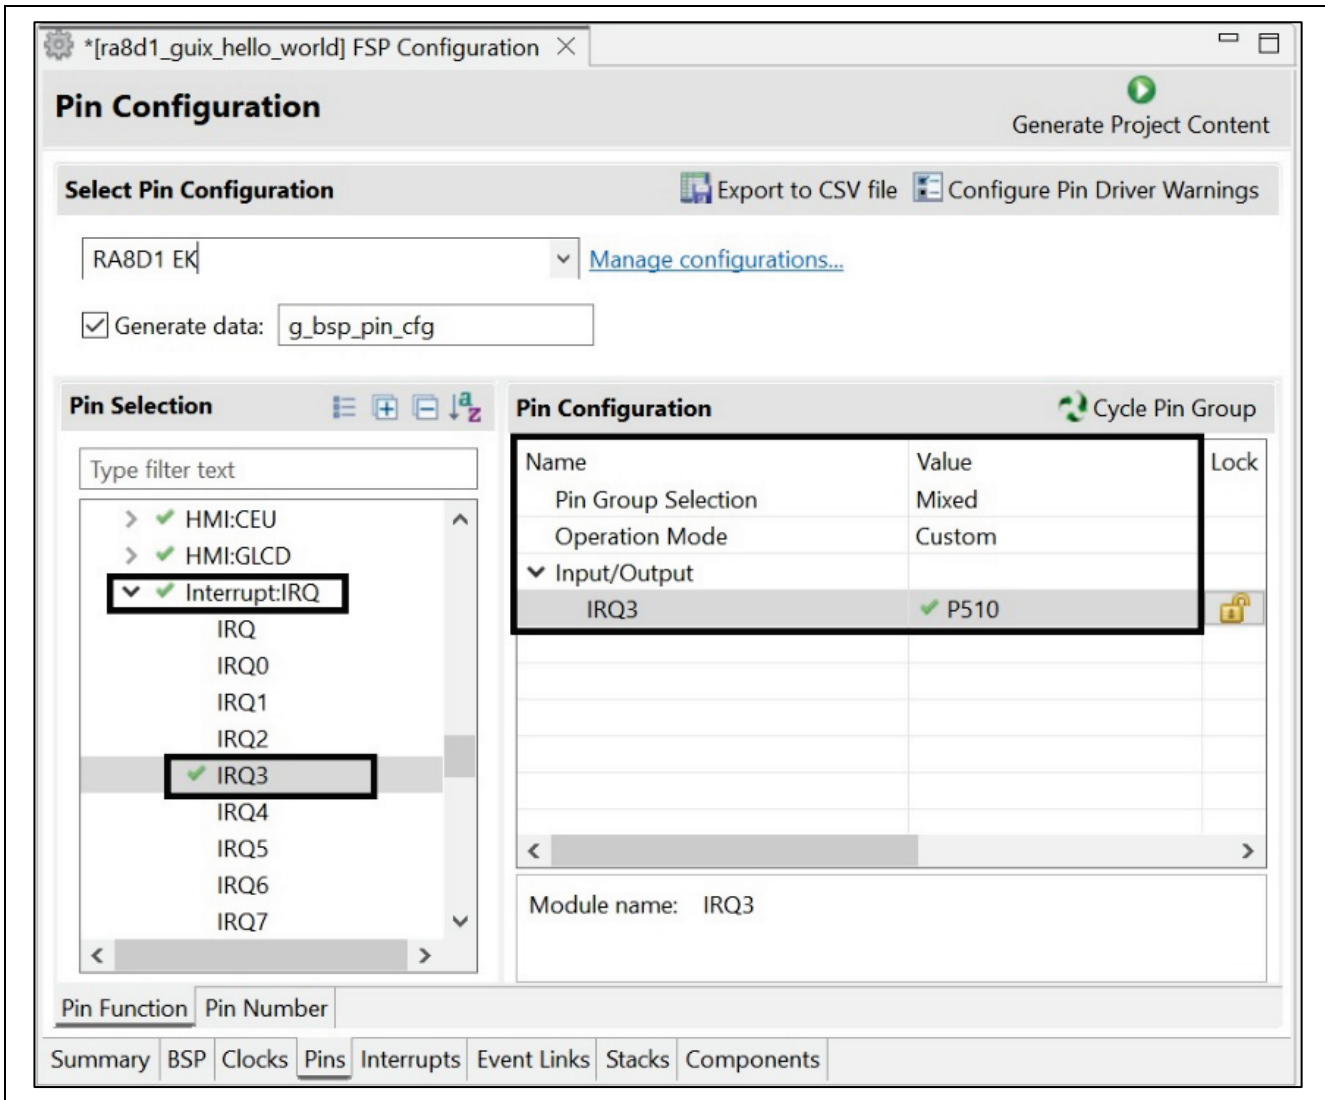 *[ra8d1_guix_hello_world] FSP Configuration
Pin Configuration
Generate Project Content
Select Pin Configuration
Export to CSV file
Configure Pin Driver Warnings
RA8D1 EK
Manage configurations...
Generate data: g_bsp_pin_cfg
Pin Selection
Type filter text
HMI:CEU
HMI:GLCD
Interrupt:IRQ
IRQ
IRQ0
IRQ1
IRQ2
IRQ3
IRQ4
IRQ5
IRQ6
IRQ7
Pin Configuration
Cycle Pin Group
Name Value Lock
Pin Group Selection Mixed
Operation Mode Custom
Input/Output
IRQ3 P510
Module name: IRQ3
Pin Function Pin Number
Summary BSP Clocks Pins Interrupts Event Links Stacks Components